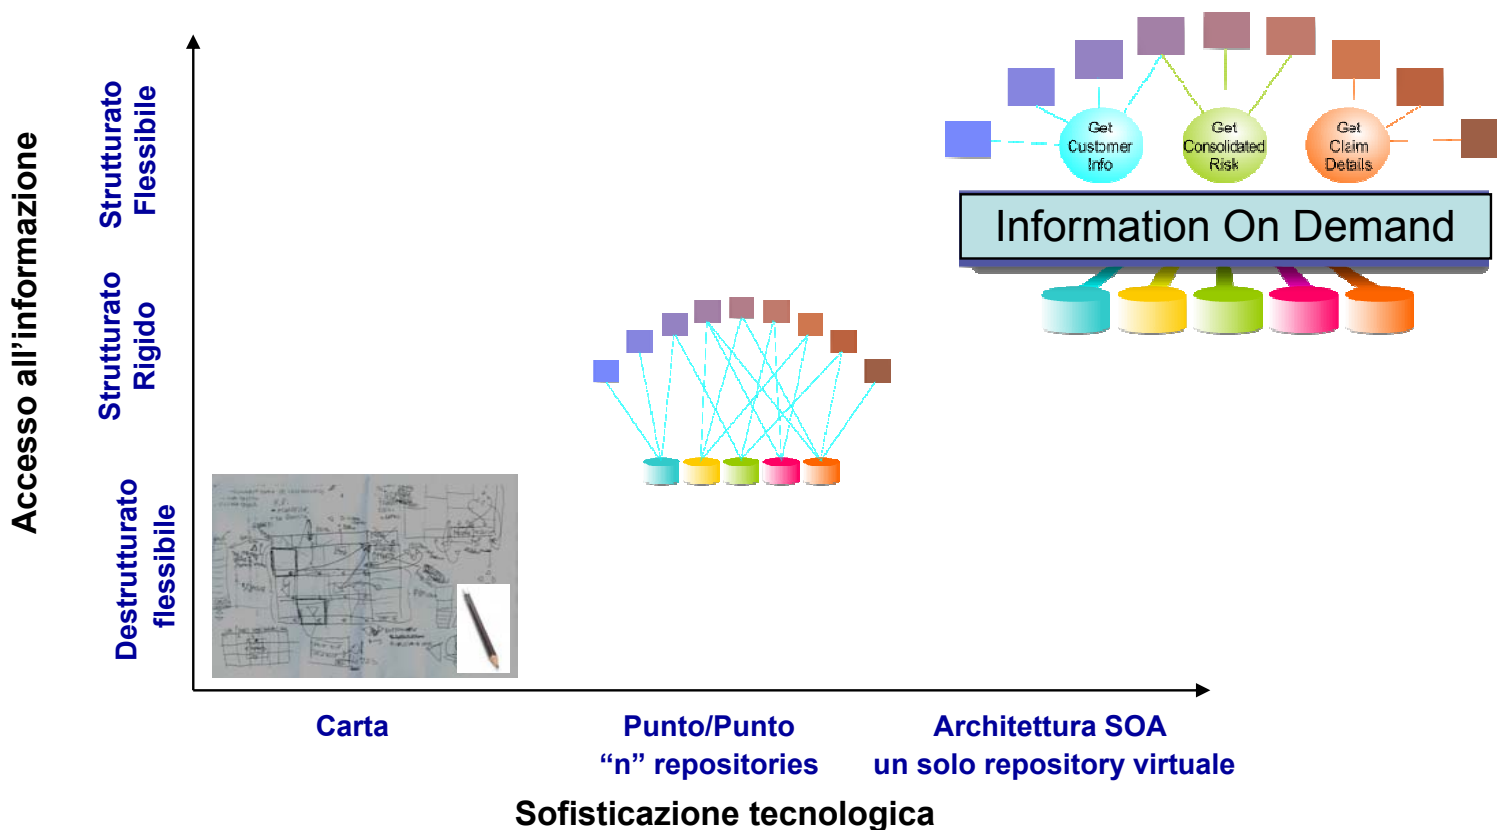 Accesso all'informazione
Strutturato
Flessibile
Strutturato
Rigido
Destrutturato
flessibile
Get
Customer
Info
Get
Consolidated
Risk
Get
Claim
Details
Information On Demand
Carta
Punto/Punto
“n” repositories
Architettura SOA
un solo repository virtuale
Sofisticazione tecnologica